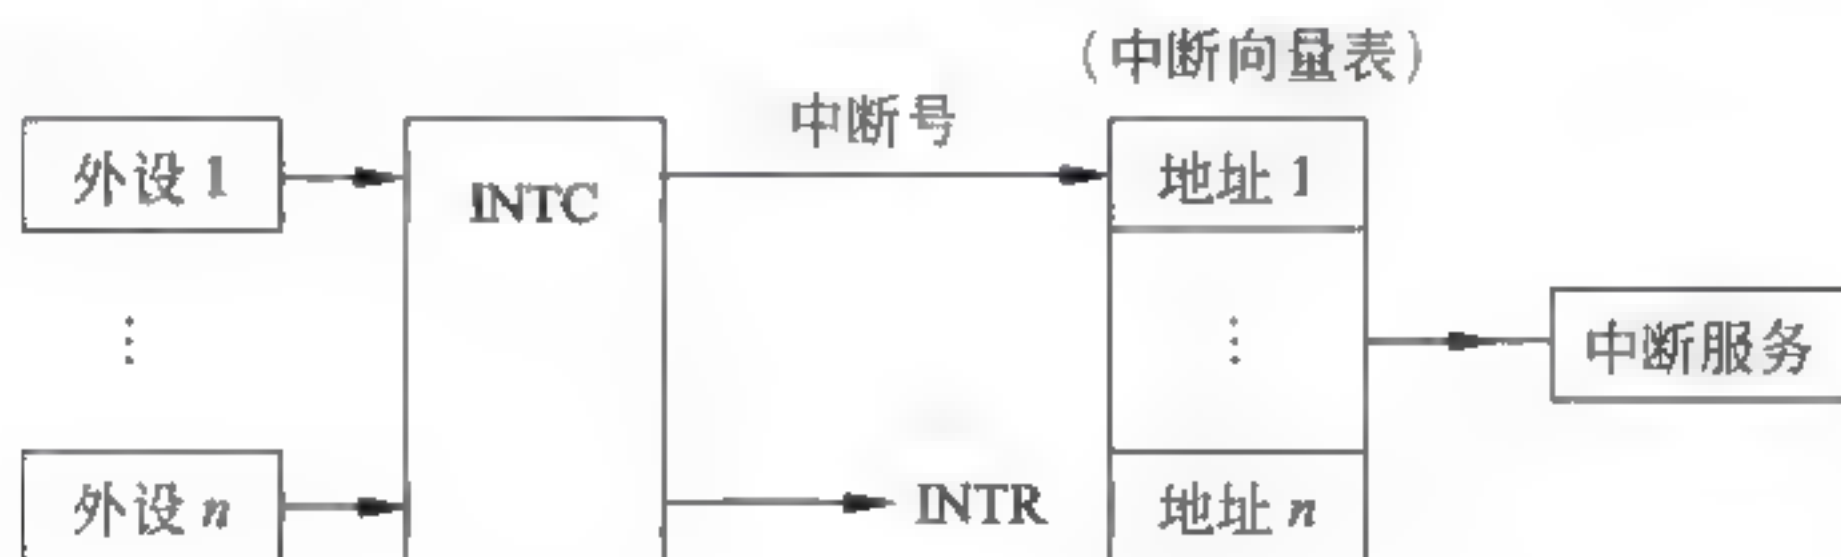 (中断向量表)
中断号
外设 1
INTC
地址 1
⋮
⋮
中断服务
外设 n
INTR
地址 n